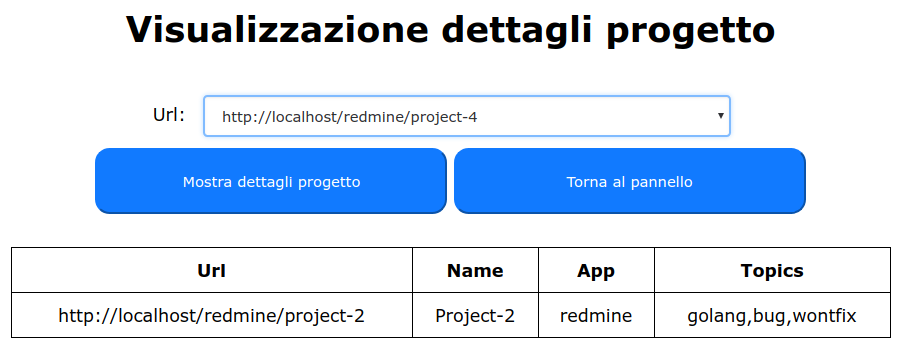 Visualizzazione dettagli progetto
Url: http://localhost/redmine/project-4
Mostra dettagli progetto Torna al pannello
Url Name App Topics
http://localhost/redmine/project-2 Project-2 redmine golang,bug,wontfix